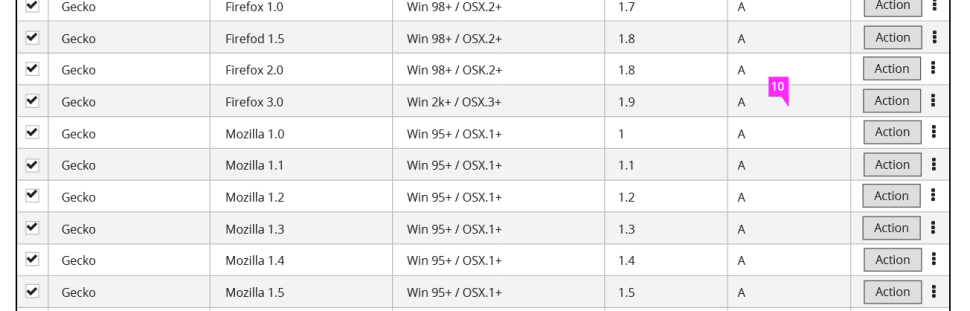 Gecko Firefox 1.0 Win 98+ / OSX.2+ 1.7 A Action
Gecko Firefod 1.5 Win 98+ / OSX.2+ 1.8 A Action
Gecko Firefox 2.0 Win 98+ / OSK.2+ 1.8 A Action
10
Gecko Firefox 3.0 Win 2k+ / OSX.3+ 1.9 A Action
Gecko Mozilla 1.0 Win 95+ / OSX.1+ 1 A Action
Gecko Mozilla 1.1 Win 95+ / OSX.1+ 1.1 A Action
Gecko Mozilla 1.2 Win 95+ / OSX.1+ 1.2 A Action
Gecko Mozilla 1.3 Win 95+ / OSX.1+ 1.3 A Action
Gecko Mozilla 1.4 Win 95+ / OSX.1+ 1.4 A Action
Gecko Mozilla 1.5 Win 95+ / OSX.1+ 1.5 A Action